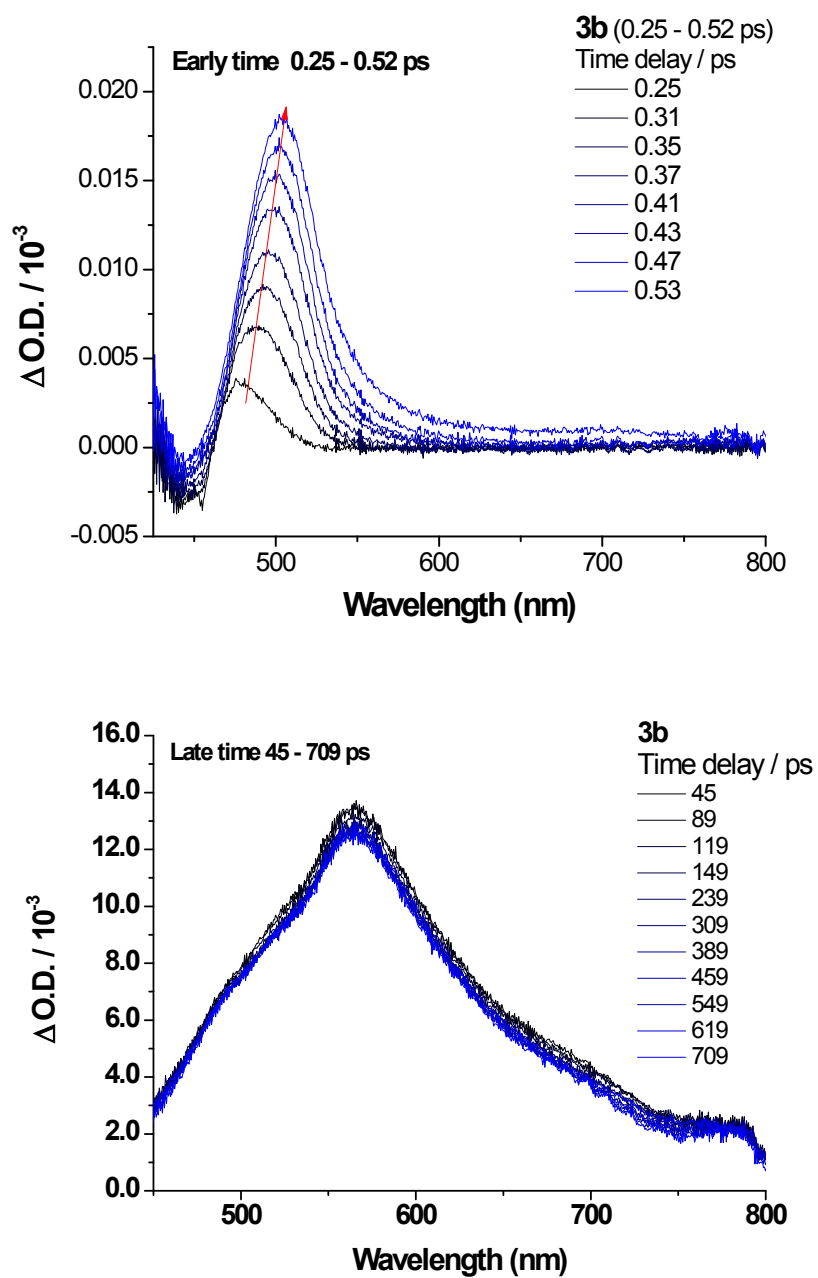 3b (0.25 - 0.52 ps)
Early time 0.25 - 0.52 ps
Time delay / ps
0.25
0.31
0.35
0.37
0.41
0.43
0.47
0.53
0.020
0.015
0.010
0.005
0.000
-0.005
Δ O.D. / 10⁻³
500 600 700 800
Wavelength (nm)
3b
Late time 45 - 709 ps
Time delay / ps
45
89
119
149
239
309
389
459
549
619
709
16.0
14.0
12.0
10.0
8.0
6.0
4.0
2.0
0.0
Δ O.D. / 10⁻³
500 600 700 800
Wavelength (nm)